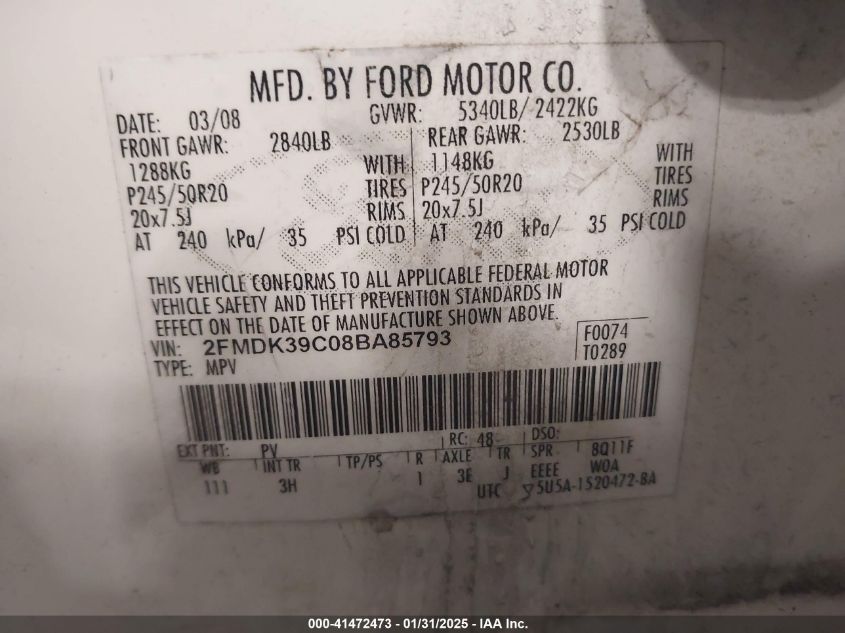 MFD. BY FORD MOTOR CO.
DATE: 03/08 GVWR: 5340LB/ 2422KG
FRONT GAWR: 2840LB REAR GAWR: 2530LB
1288KG WITH 1148KG WITH
P245/50R20 TIRES P245/50R20 TIRES
20x7.5J RIMS 20x7.5J RIMS
AT 240 kPa/ 35 PSI COLD AT 240 kPa/ 35 PSI COLD
THIS VEHICLE CONFORMS TO ALL APPLICABLE FEDERAL MOTOR
VEHICLE SAFETY AND THEFT PREVENTION STANDARDS IN
EFFECT ON THE DATE OF MANUFACTURE SHOWN ABOVE.
VIN: 2FMDK39C08BA85793 F0074
TYPE: MPV T0289
EXT PNT: PV RC: 48 DSO:
WB INT TR TP/PS R AXLE TR SPR 8Q11F
111 3H 1 3E J EEEE WOA
UTC 5U5A-1520472-BA
000-41472473 - 01/31/2025 - IAA Inc.